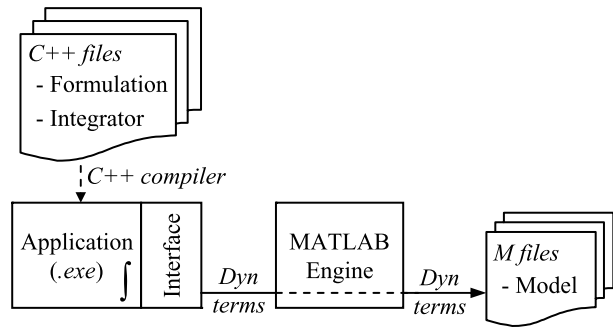 C++ files
- Formulation
- Integrator
C++ compiler
Application
(.exe) ∫
Interface
Dyn
terms
MATLAB
Engine
Dyn
terms
M files
- Model